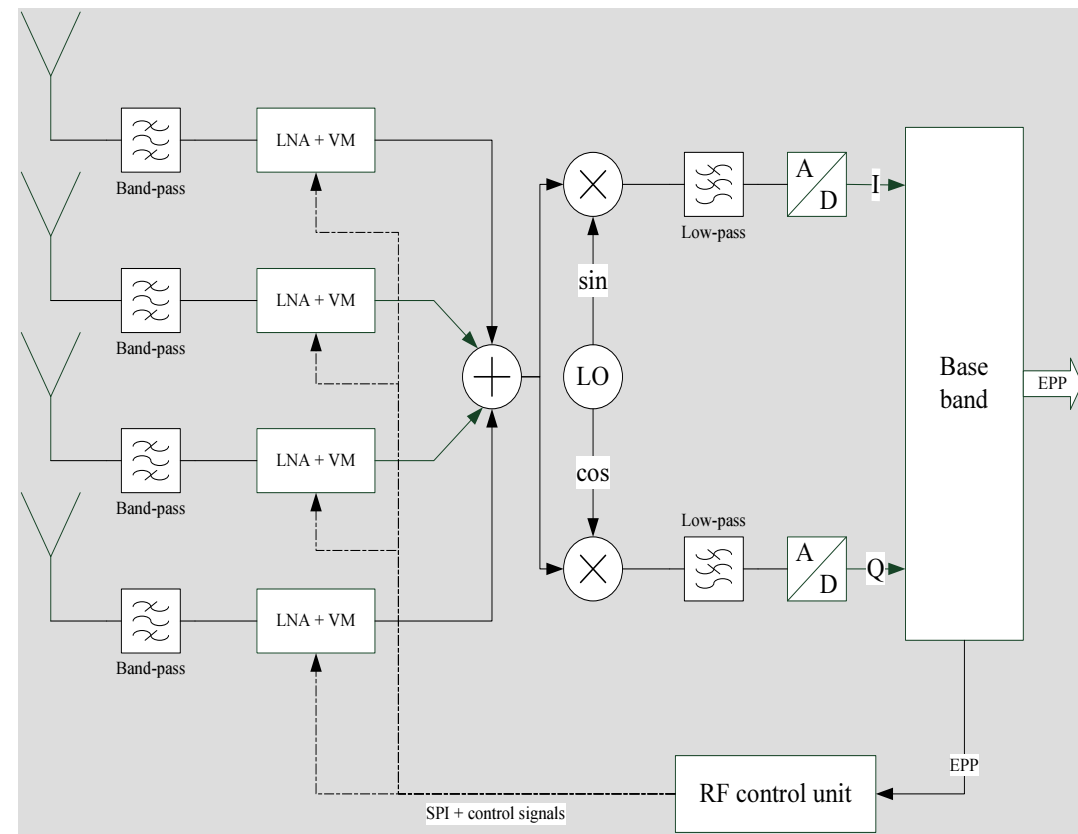 LNA + VM
Band-pass
LNA + VM
Band-pass
LNA + VM
Band-pass
LNA + VM
Band-pass
sin
LO
cos
Low-pass
A
D
I
Low-pass
A
D
Q
Base
band
EPP
EPP
RF control unit
SPI + control signals